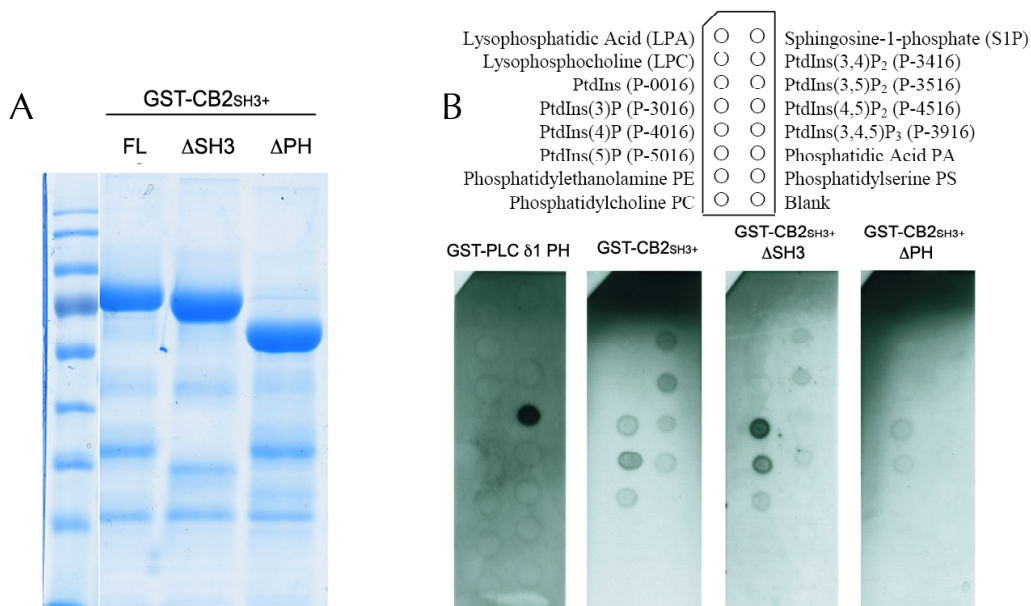 A
GST-CB2SH3+
FL ΔSH3 ΔPH
B
Lysophosphatidic Acid (LPA) Sphingosine-1-phosphate (S1P)
Lysophosphocholine (LPC) PtdIns(3,4)P₂ (P-3416)
PtdIns (P-0016) PtdIns(3,5)P₂ (P-3516)
PtdIns(3)P (P-3016) PtdIns(4,5)P₂ (P-4516)
PtdIns(4)P (P-4016) PtdIns(3,4,5)P₃ (P-3916)
PtdIns(5)P (P-5016) Phosphatidic Acid PA
Phosphatidylethanolamine PE Phosphatidylserine PS
Phosphatidylcholine PC Blank
GST-PLC δ1 PH
GST-CB2SH3+
GST-CB2SH3+
ΔSH3
GST-CB2SH3+
ΔPH